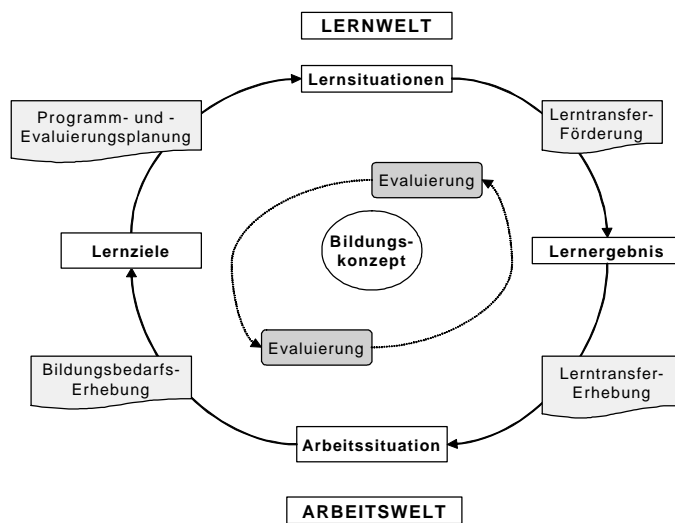 LERNWELT
Lernsituationen
Programm- und -
Evaluierungsplanung
Lerntransfer-
Förderung
Evaluierung
Lernziele
Bildungs-
konzept
Lernergebnis
Evaluierung
Bildungsbedarfs-
Erhebung
Lerntransfer-
Erhebung
Arbeitssituation
ARBEITSWELT